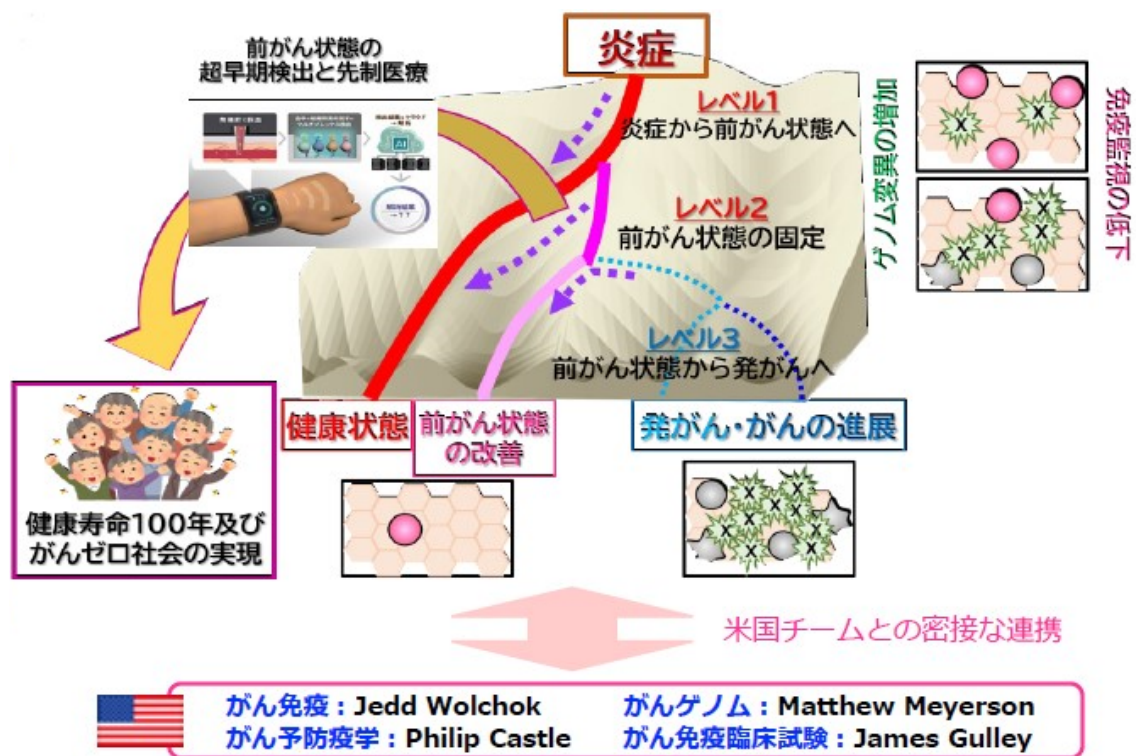 前がん状態の
超早期検出と先制医療
炎症
レベル1
炎症から前がん状態へ
レベル2
前がん状態の固定
レベル3
前がん状態から発がんへ
ゲノム変異の増加
免疫監視の低下
AI
X
X
X
X
X
X
健康状態
前がん状態
の改善
発がん・がんの進展
健康寿命100年及び
がんゼロ社会の実現
X
X
X
X
X
X
X
X
米国チームとの密接な連携
がん免疫：Jedd Wolchok
がんゲノム：Matthew Meyerson
がん予防疫学：Philip Castle
がん免疫臨床試験：James Gulley